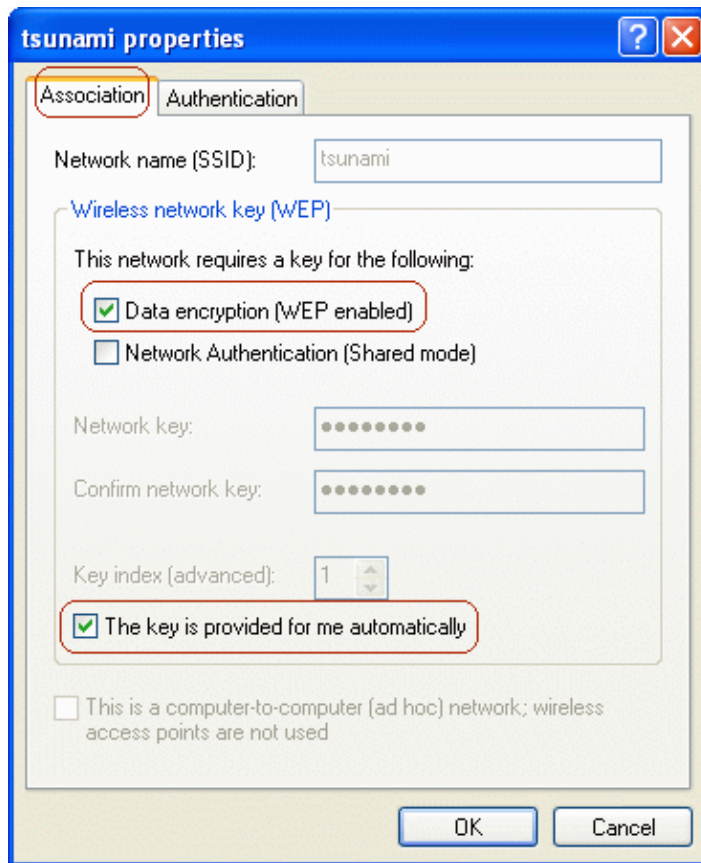 tsunami properties
Association
Authentication
Network name (SSID):
tsunami
Wireless network key (WEP)
This network requires a key for the following:
Data encryption (WEP enabled)
Network Authentication (Shared mode)
Network key:
••••••••
Confirm network key:
••••••••
Key index (advanced):
1
The key is provided for me automatically
This is a computer-to-computer (ad hoc) network; wireless
access points are not used
OK
Cancel